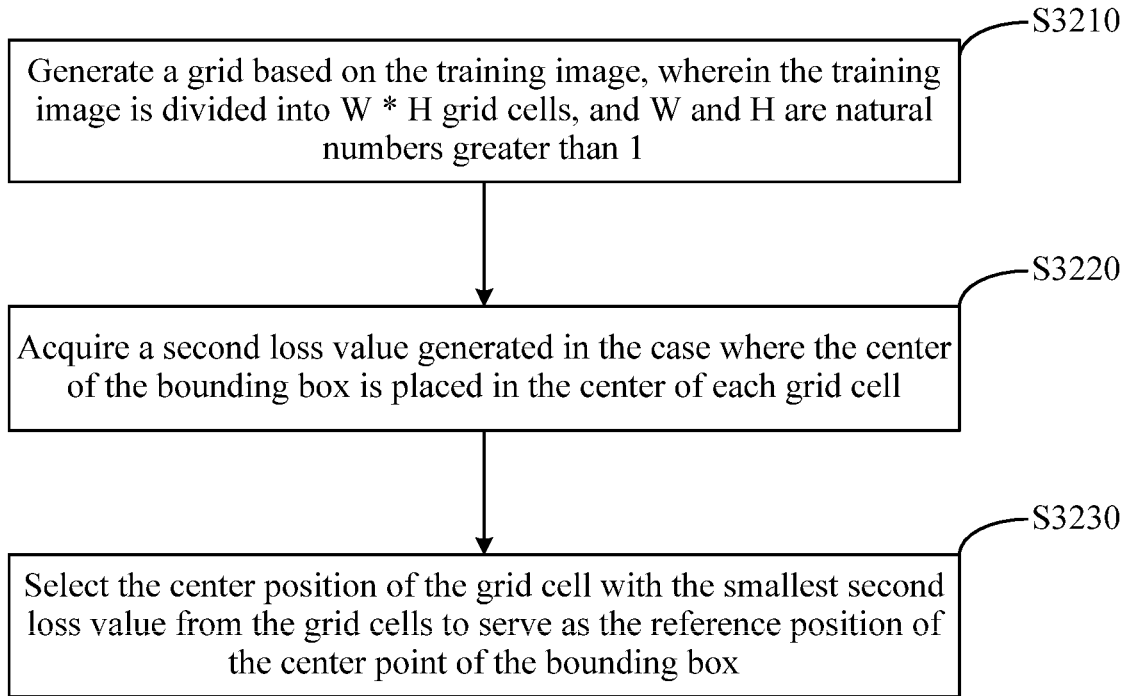 S3210
Generate a grid based on the training image, wherein the training
image is divided into W * H grid cells, and W and H are natural
numbers greater than 1
S3220
Acquire a second loss value generated in the case where the center
of the bounding box is placed in the center of each grid cell
S3230
Select the center position of the grid cell with the smallest second
loss value from the grid cells to serve as the reference position of
the center point of the bounding box